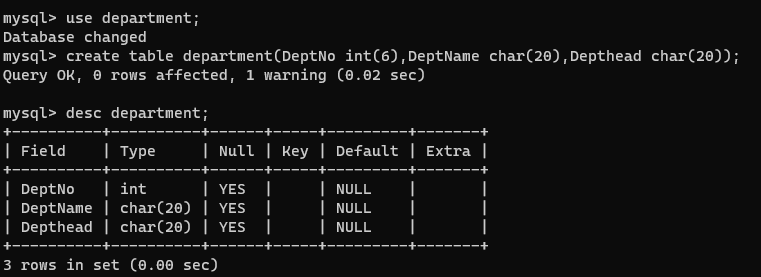 mysql> use department;
Database changed
mysql> create table department(DeptNo int(6),DeptName char(20),Depthead char(20));
Query OK, 0 rows affected, 1 warning (0.02 sec)

mysql> desc department;
+----------+----------+------+-----+---------+-------+
| Field    | Type     | Null | Key | Default | Extra |
+----------+----------+------+-----+---------+-------+
| DeptNo   | int      | YES  |     | NULL    |       |
| DeptName | char(20) | YES  |     | NULL    |       |
| Depthead | char(20) | YES  |     | NULL    |       |
+----------+----------+------+-----+---------+-------+
3 rows in set (0.00 sec)